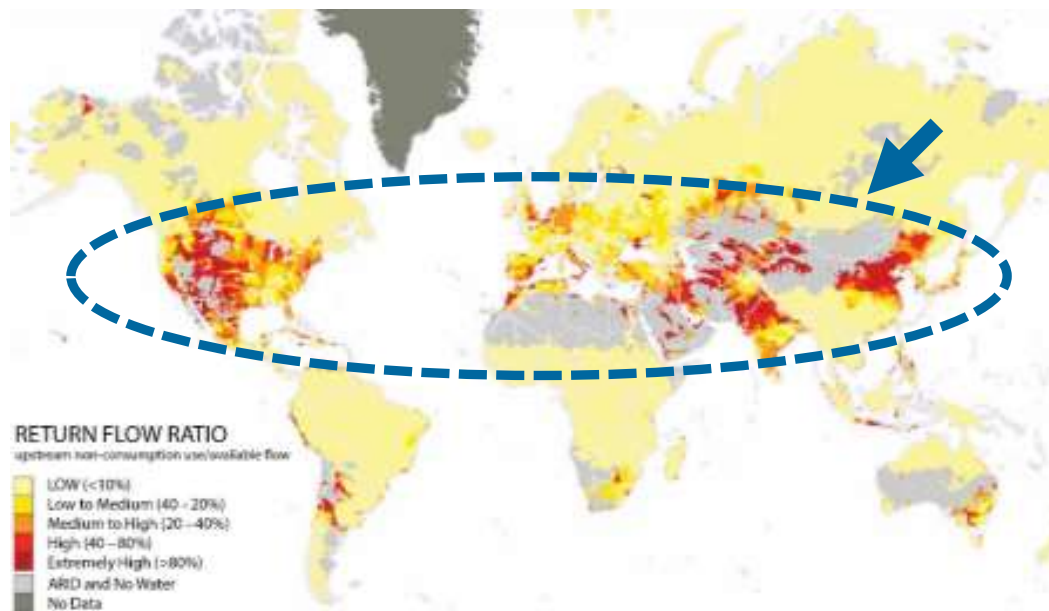 RETURN FLOW RATIO
upstream non-consumption use/available flow
LOW (<10%)
Low to Medium (40 - 20%)
Medium to High (20 – 40%)
High (40 – 80%)
Extremely High (>80%)
ARID and No Water
No Data